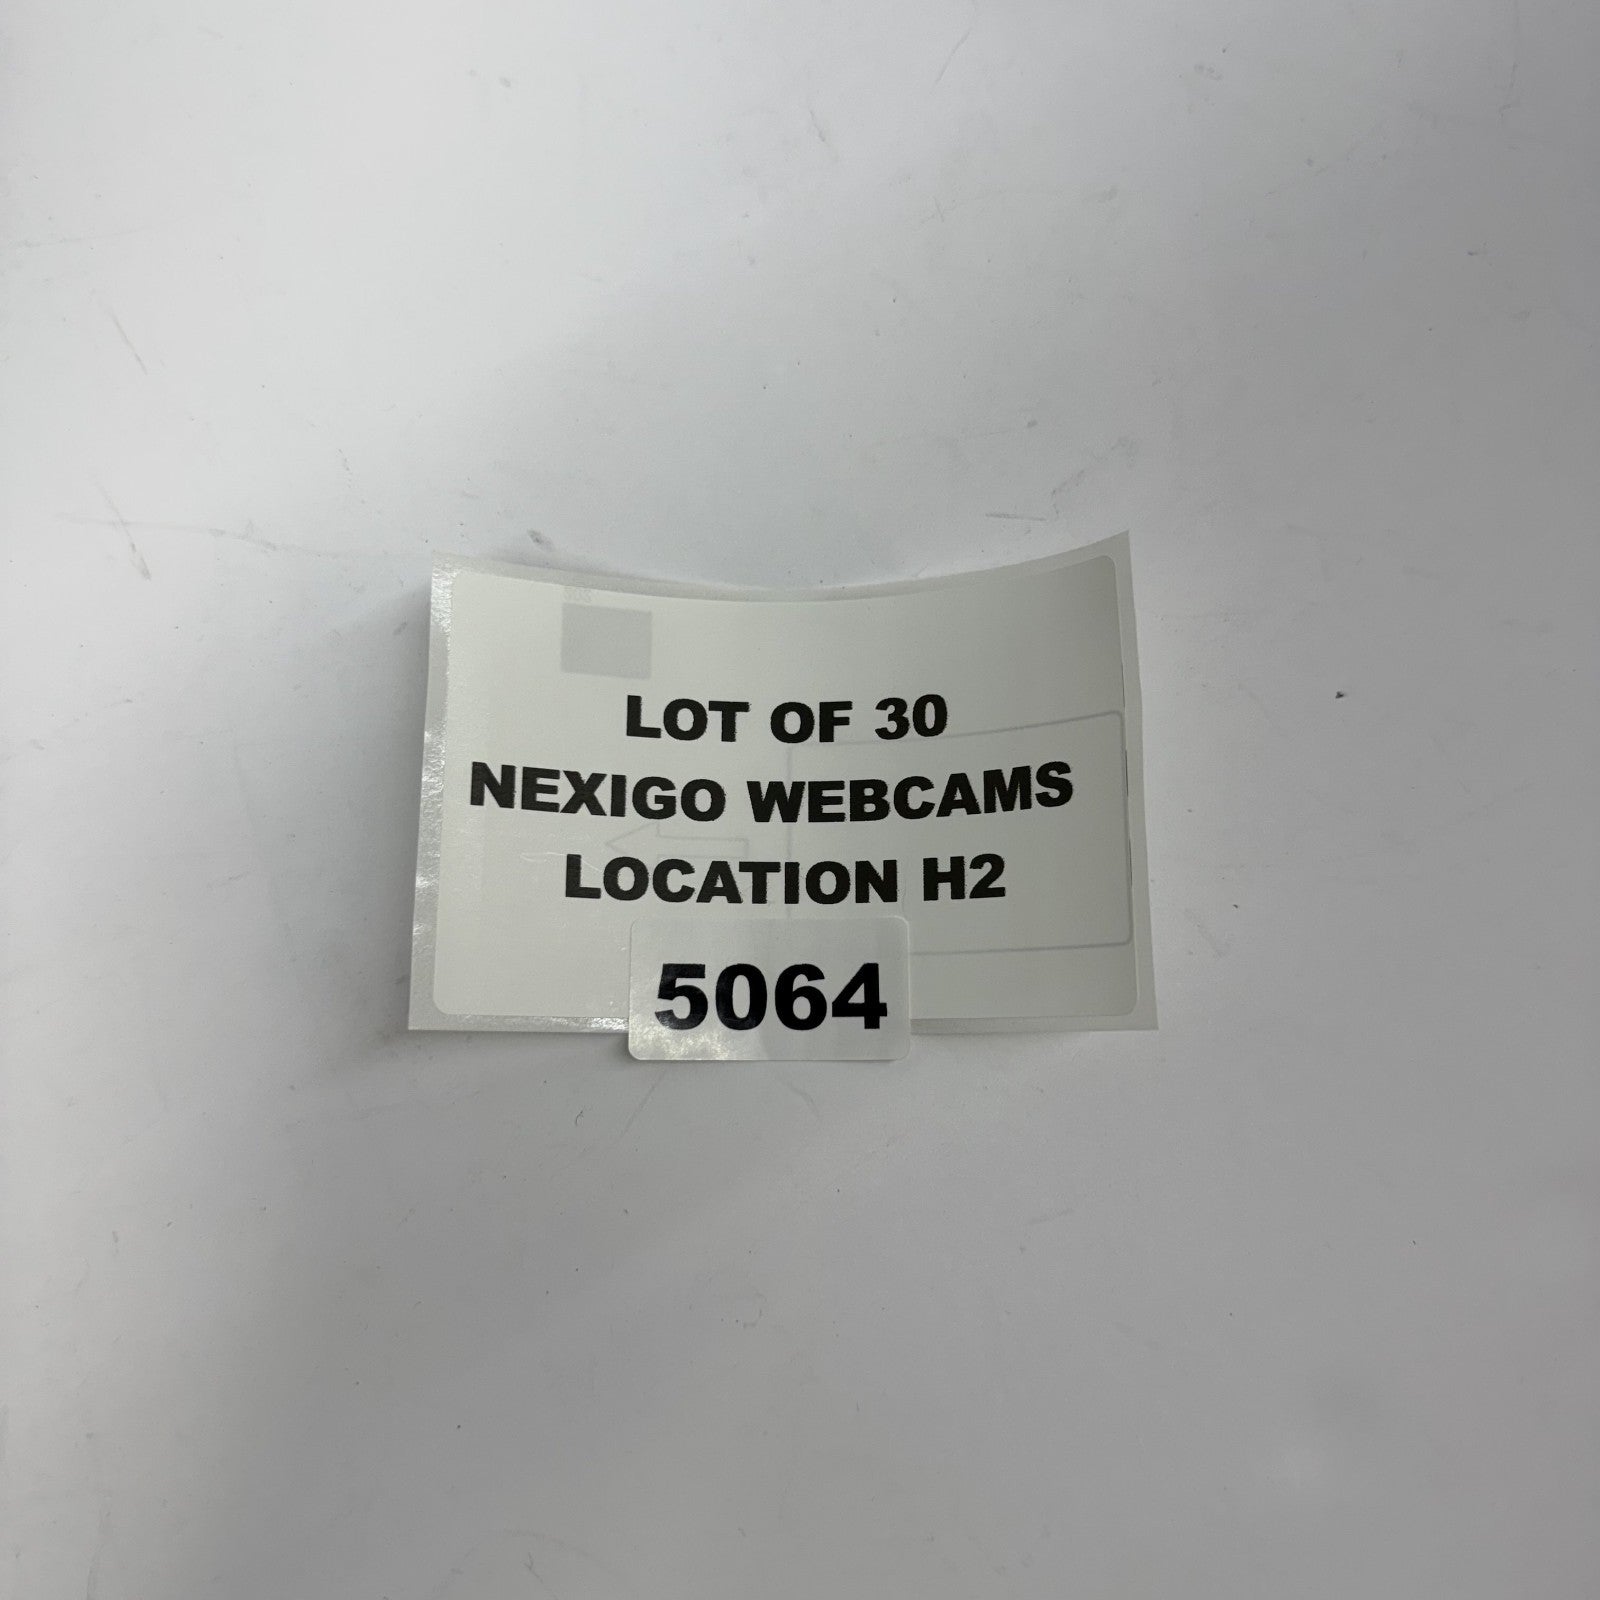 LOT OF 30
NEXIGO WEBCAMS
LOCATION H2
5064